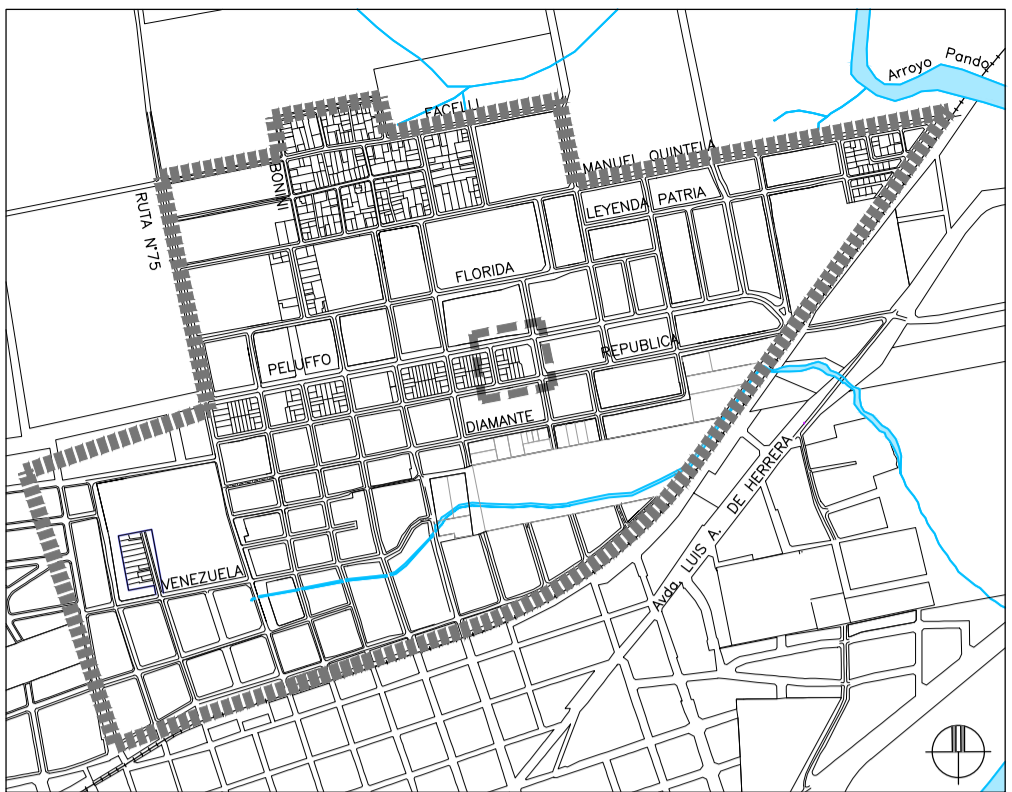 Arroyo Pando
FACELLI
MANUEL QUINTELA
BONINI
RUTA N°75
LEYENDA PATRIA
FLORIDA
PELUFFO
REPUBLICA
DIAMANTE
Avda. LUIS A. DE HERRERA
VENEZUELA